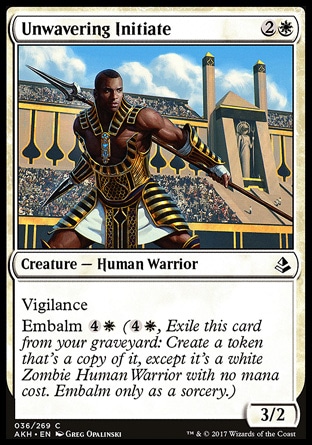 Unwavering Initiate 2
Creature — Human Warrior
Vigilance
Embalm 4 (4, Exile this card
from your graveyard: Create a token
that's a copy of it, except it's a white
Zombie Human Warrior with no mana
cost. Embalm only as a sorcery.)
3/2
036/269 C
AKH • EN Greg Opalinski
™ & © 2017 Wizards of the Coast